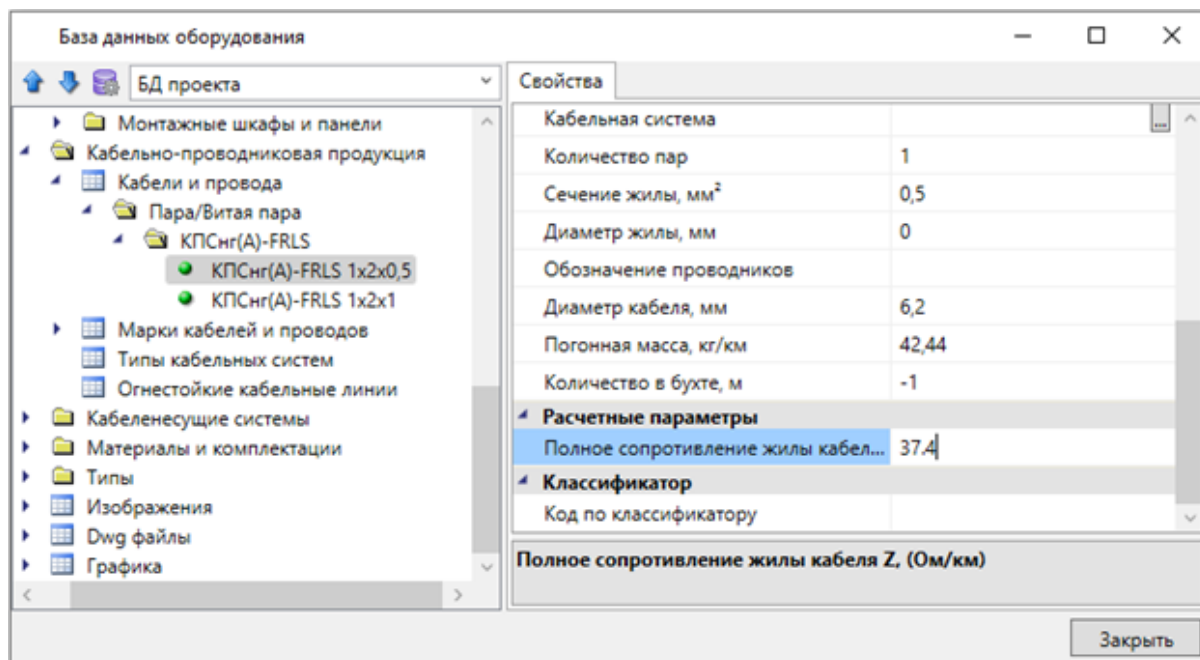 База данных оборудования
БД проекта
Монтажные шкафы и панели
Кабельно-проводниковая продукция
Кабели и провода
Пара/Витая пара
КПСнг(A)-FRLS
КПСнг(A)-FRLS 1x2x0,5
КПСнг(A)-FRLS 1x2x1
Марки кабелей и проводов
Типы кабельных систем
Огнестойкие кабельные линии
Кабеленесущие системы
Материалы и комплектации
Типы
Изображения
Dwg файлы
Графика
Свойства
Кабельная система ...
Количество пар 1
Сечение жилы, мм² 0,5
Диаметр жилы, мм 0
Обозначение проводников
Диаметр кабеля, мм 6,2
Погонная масса, кг/км 42,44
Количество в бухте, м -1
Расчетные параметры
Полное сопротивление жилы кабел... 37.4
Классификатор
Код по классификатору
Полное сопротивление жилы кабеля Z, (Ом/км)
Закрыть